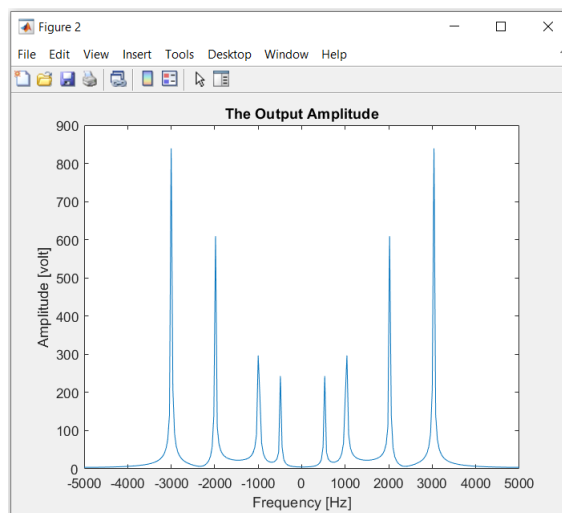 Figure 2
File Edit View Insert Tools Desktop Window Help
The Output Amplitude
900
800
700
600
500
400
300
200
100
0
Amplitude [volt]
-5000 -4000 -3000 -2000 -1000 0 1000 2000 3000 4000 5000
Frequency [Hz]